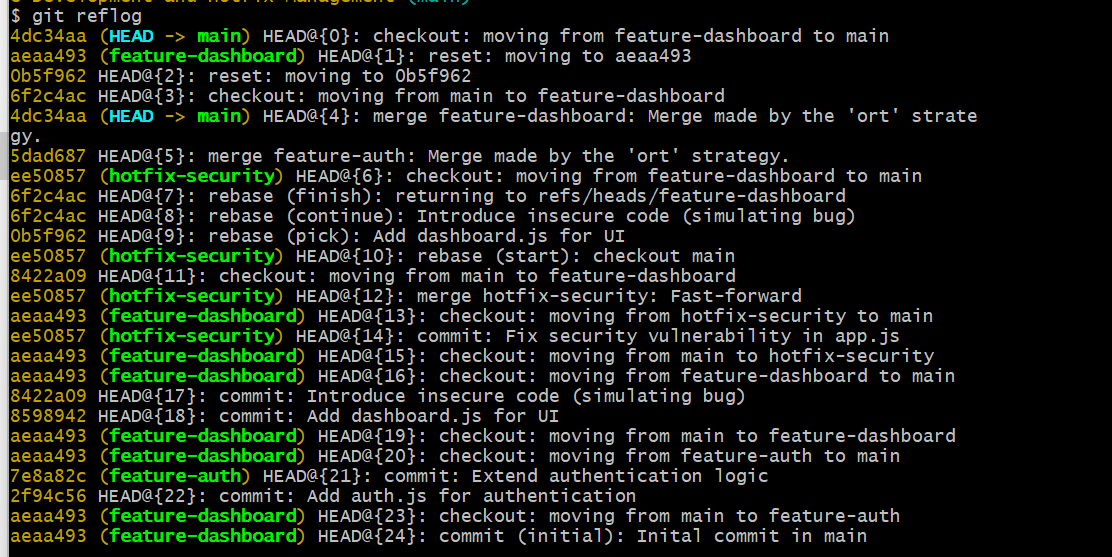 $ git reflog
4dc34aa (HEAD -> main) HEAD@{0}: checkout: moving from feature-dashboard to main
aeaa493 (feature-dashboard) HEAD@{1}: reset: moving to aeaa493
0b5f962 HEAD@{2}: reset: moving to 0b5f962
6f2c4ac HEAD@{3}: checkout: moving from main to feature-dashboard
4dc34aa (HEAD -> main) HEAD@{4}: merge feature-dashboard: Merge made by the 'ort' strate
gy.
5dad687 HEAD@{5}: merge feature-auth: Merge made by the 'ort' strategy.
ee50857 (hotfix-security) HEAD@{6}: checkout: moving from feature-dashboard to main
6f2c4ac HEAD@{7}: rebase (finish): returning to refs/heads/feature-dashboard
6f2c4ac HEAD@{8}: rebase (continue): Introduce insecure code (simulating bug)
0b5f962 HEAD@{9}: rebase (pick): Add dashboard.js for UI
ee50857 (hotfix-security) HEAD@{10}: rebase (start): checkout main
8422a09 HEAD@{11}: checkout: moving from main to feature-dashboard
ee50857 (hotfix-security) HEAD@{12}: merge hotfix-security: Fast-forward
aeaa493 (feature-dashboard) HEAD@{13}: checkout: moving from hotfix-security to main
ee50857 (hotfix-security) HEAD@{14}: commit: Fix security vulnerability in app.js
aeaa493 (feature-dashboard) HEAD@{15}: checkout: moving from main to hotfix-security
aeaa493 (feature-dashboard) HEAD@{16}: checkout: moving from feature-dashboard to main
8422a09 HEAD@{17}: commit: Introduce insecure code (simulating bug)
8598942 HEAD@{18}: commit: Add dashboard.js for UI
aeaa493 (feature-dashboard) HEAD@{19}: checkout: moving from main to feature-dashboard
aeaa493 (feature-dashboard) HEAD@{20}: checkout: moving from feature-auth to main
7e8a82c (feature-auth) HEAD@{21}: commit: Extend authentication logic
2f94c56 HEAD@{22}: commit: Add auth.js for authentication
aeaa493 (feature-dashboard) HEAD@{23}: checkout: moving from main to feature-auth
aeaa493 (feature-dashboard) HEAD@{24}: commit (initial): Inital commit in main